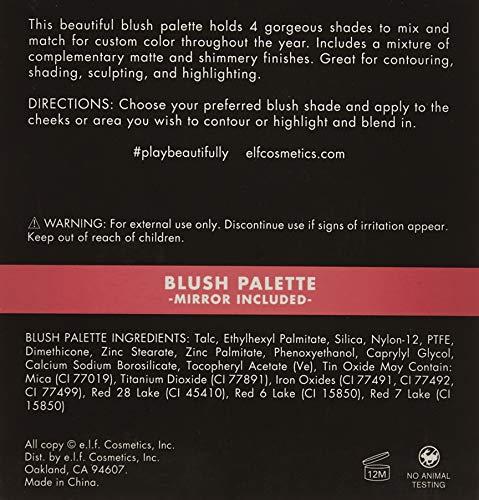 This beautiful blush palette holds 4 gorgeous shades to mix and
match for custom color throughout the year. Includes a mixture of
complementary matte and shimmery finishes. Great for contouring,
shading, sculpting, and highlighting.
DIRECTIONS: Choose your preferred blush shade and apply to the
cheeks or area you wish to contour or highlight and blend in.
#playbeautifully elfcosmetics.com
⚠ WARNING: For external use only. Discontinue use if signs of irritation appear.
Keep out of reach of children.
BLUSH PALETTE
-MIRROR INCLUDED-
BLUSH PALETTE INGREDIENTS: Talc, Ethylhexyl Palmitate, Silica, Nylon-12, PTFE,
Dimethicone, Zinc Stearate, Zinc Palmitate, Phenoxyethanol, Caprylyl Glycol,
Calcium Sodium Borosilicate, Tocopheryl Acetate (Ve), Tin Oxide May Contain:
Mica (CI 77019), Titanium Dioxide (CI 77891), Iron Oxides (CI 77491, CI 77492,
CI 77499), Red 28 Lake (CI 45410), Red 6 Lake (CI 15850), Red 7 Lake (CI
15850)
All copy © e.l.f. Cosmetics, Inc.
Dist. by e.l.f. Cosmetics, Inc.
Oakland, CA 94607.
Made in China.
12M
NO ANIMAL
TESTING